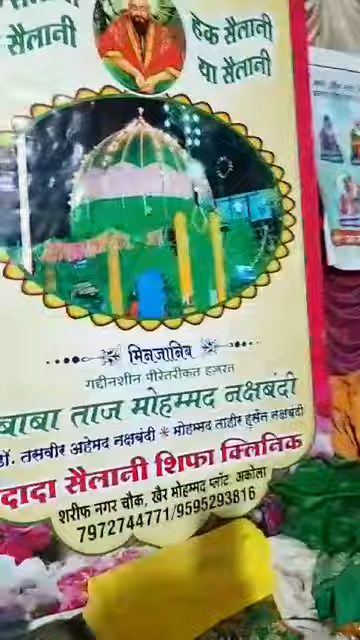 सैलानी
हक सैलानी
या सैलानी
मिनजानिब
गद्दीनशीन पीरेतरीकत हजरत
बाबा ताज मोहम्मद नक्षबंदी
डॉ. तसवीर अहेमद नक्षबंदी * मोहम्मद ताहीर हुसेन नक्षबंदी
दादा सैलानी शिफा क्लिनिक
शरीफ नगर चौक, खैर मोहम्मद प्लॉट, अकोला
7972744771/9595293816